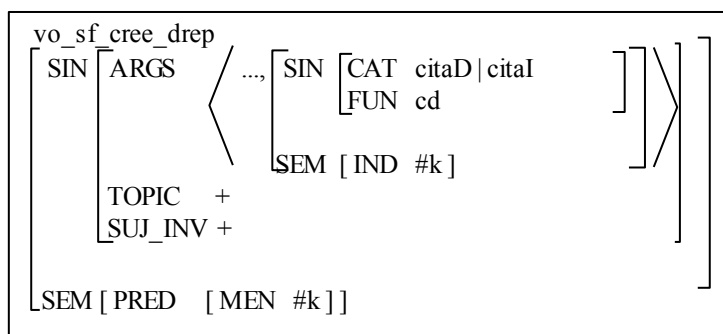 vo_sf_cree_drep
SIN ARGS ..., SIN CAT citaD|citaI
FUN cd
SEM [IND #k]
TOPIC +
SUJ_INV +
SEM [PRED [MEN #k]]